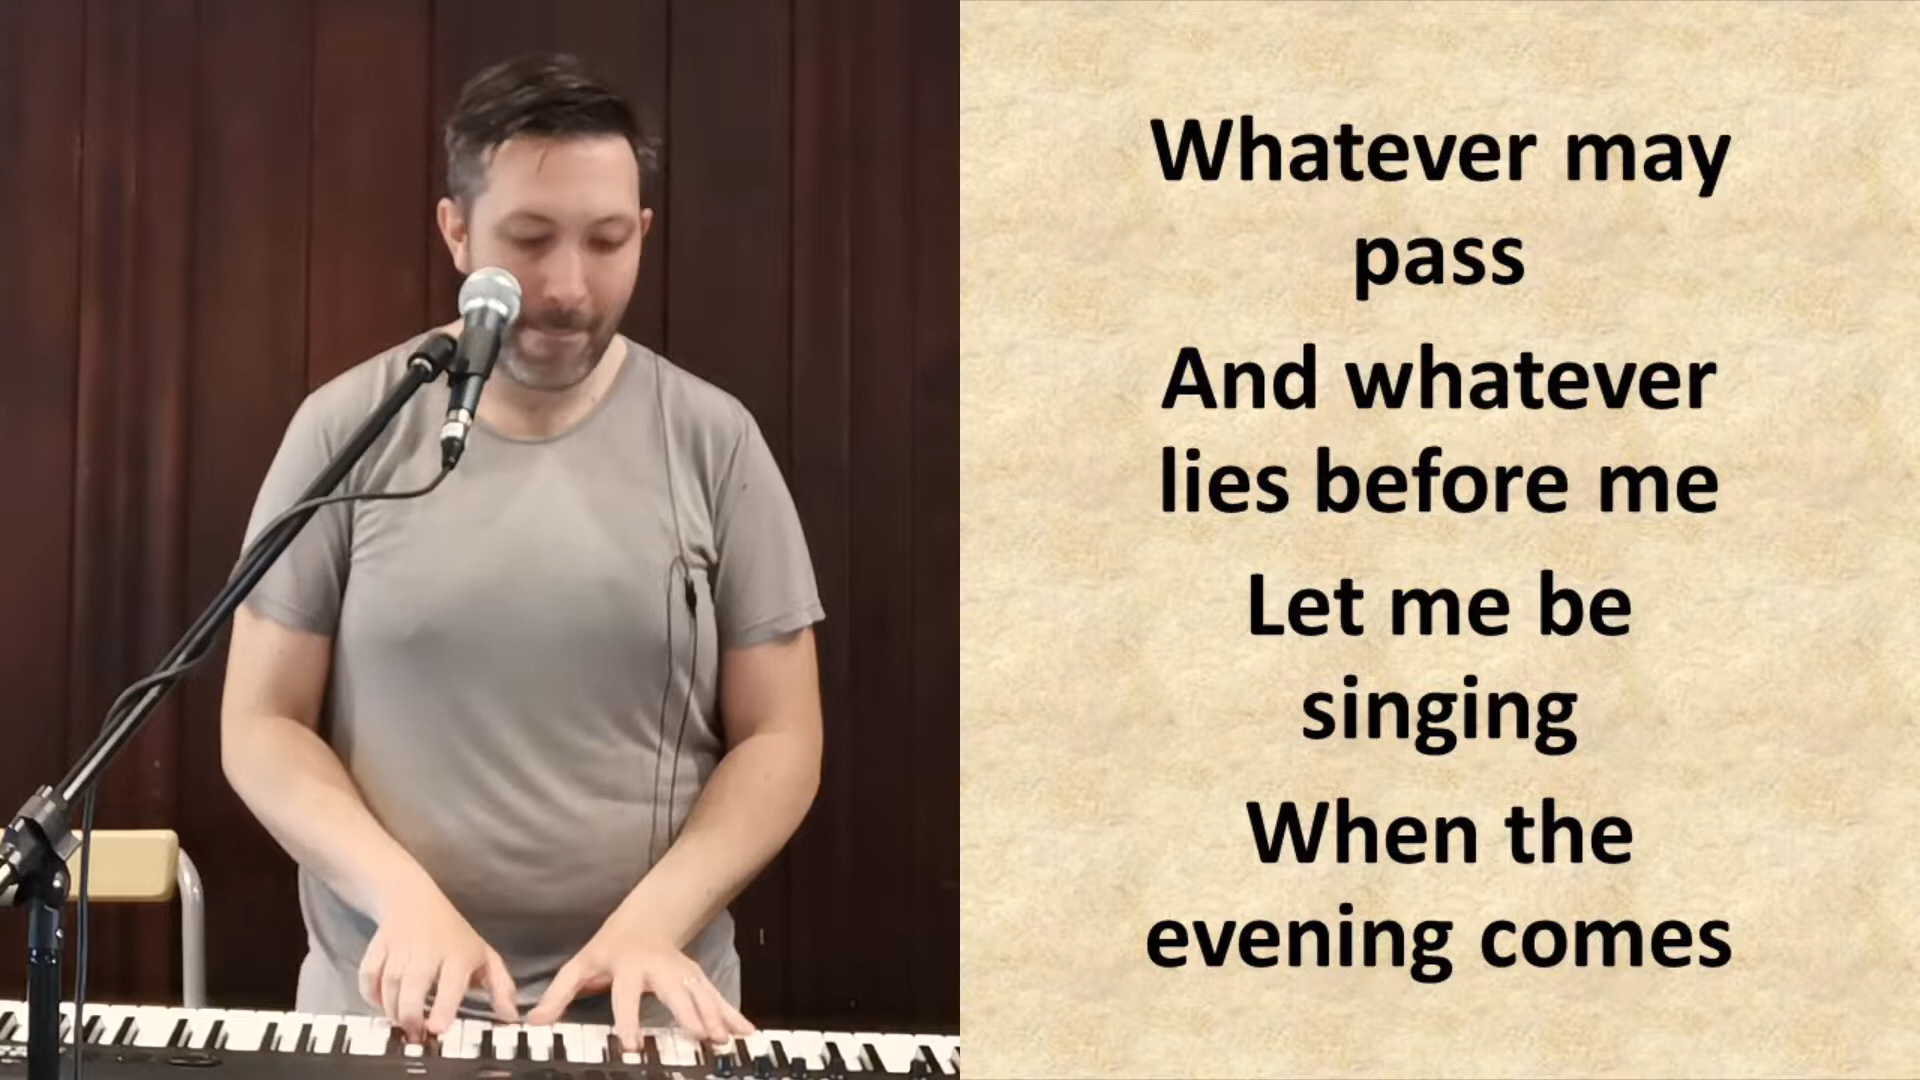 Whatever may
pass
And whatever
lies before me
Let me be
singing
When the
evening comes